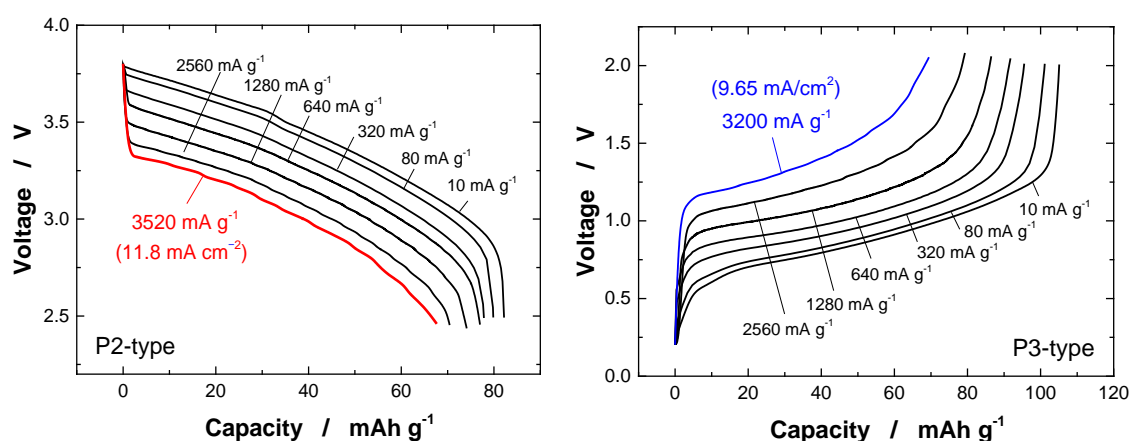 4.0
3.5
3.0
2.5
Voltage / V
2560 mA g⁻¹
1280 mA g⁻¹
640 mA g⁻¹
320 mA g⁻¹
80 mA g⁻¹
10 mA g⁻¹
3520 mA g⁻¹
(11.8 mA cm⁻²)
P2-type
0 20 40 60 80
Capacity / mAh g⁻¹
2.0
1.5
1.0
0.5
0.0
Voltage / V
(9.65 mA/cm²)
3200 mA g⁻¹
10 mA g⁻¹
80 mA g⁻¹
320 mA g⁻¹
640 mA g⁻¹
1280 mA g⁻¹
2560 mA g⁻¹
P3-type
0 20 40 60 80 100 120
Capacity / mAh g⁻¹